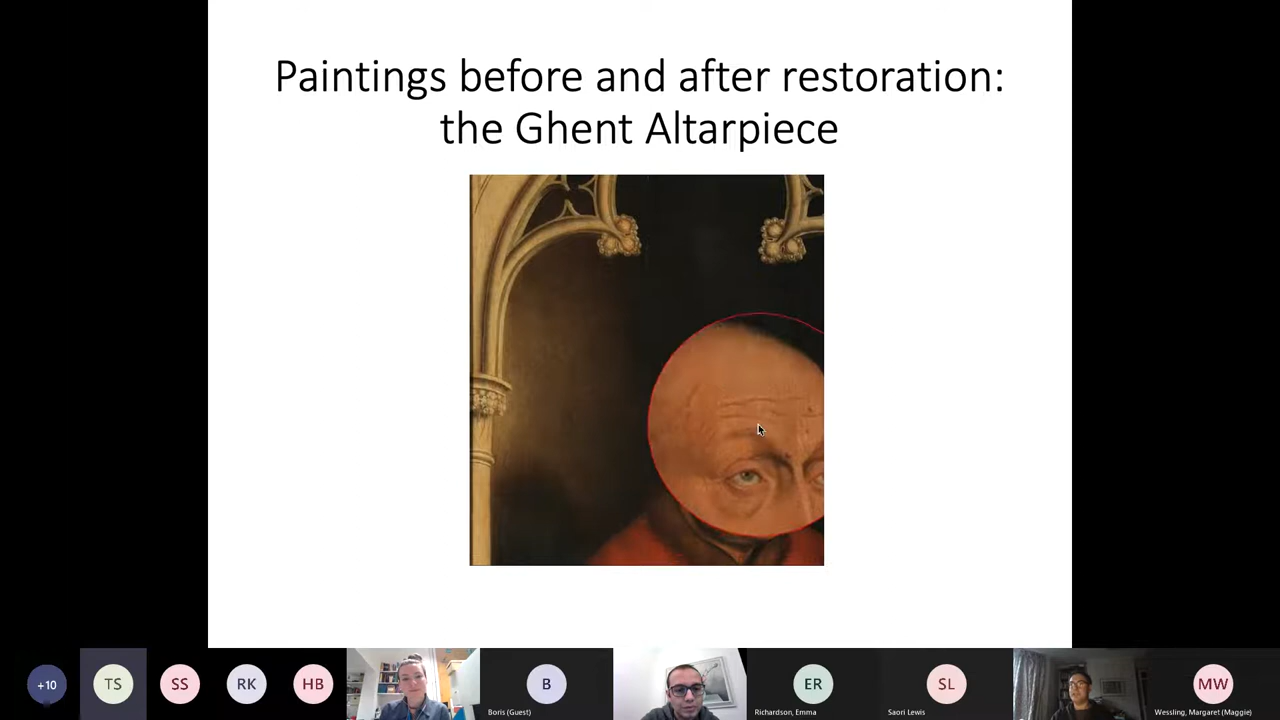 Paintings before and after restoration:
the Ghent Altarpiece
+10
TS
SS
RK
HB
B
Boris (Guest)
ER
Richardson, Emma
SL
Saori Lewis
MW
Wessling, Margaret (Maggie)